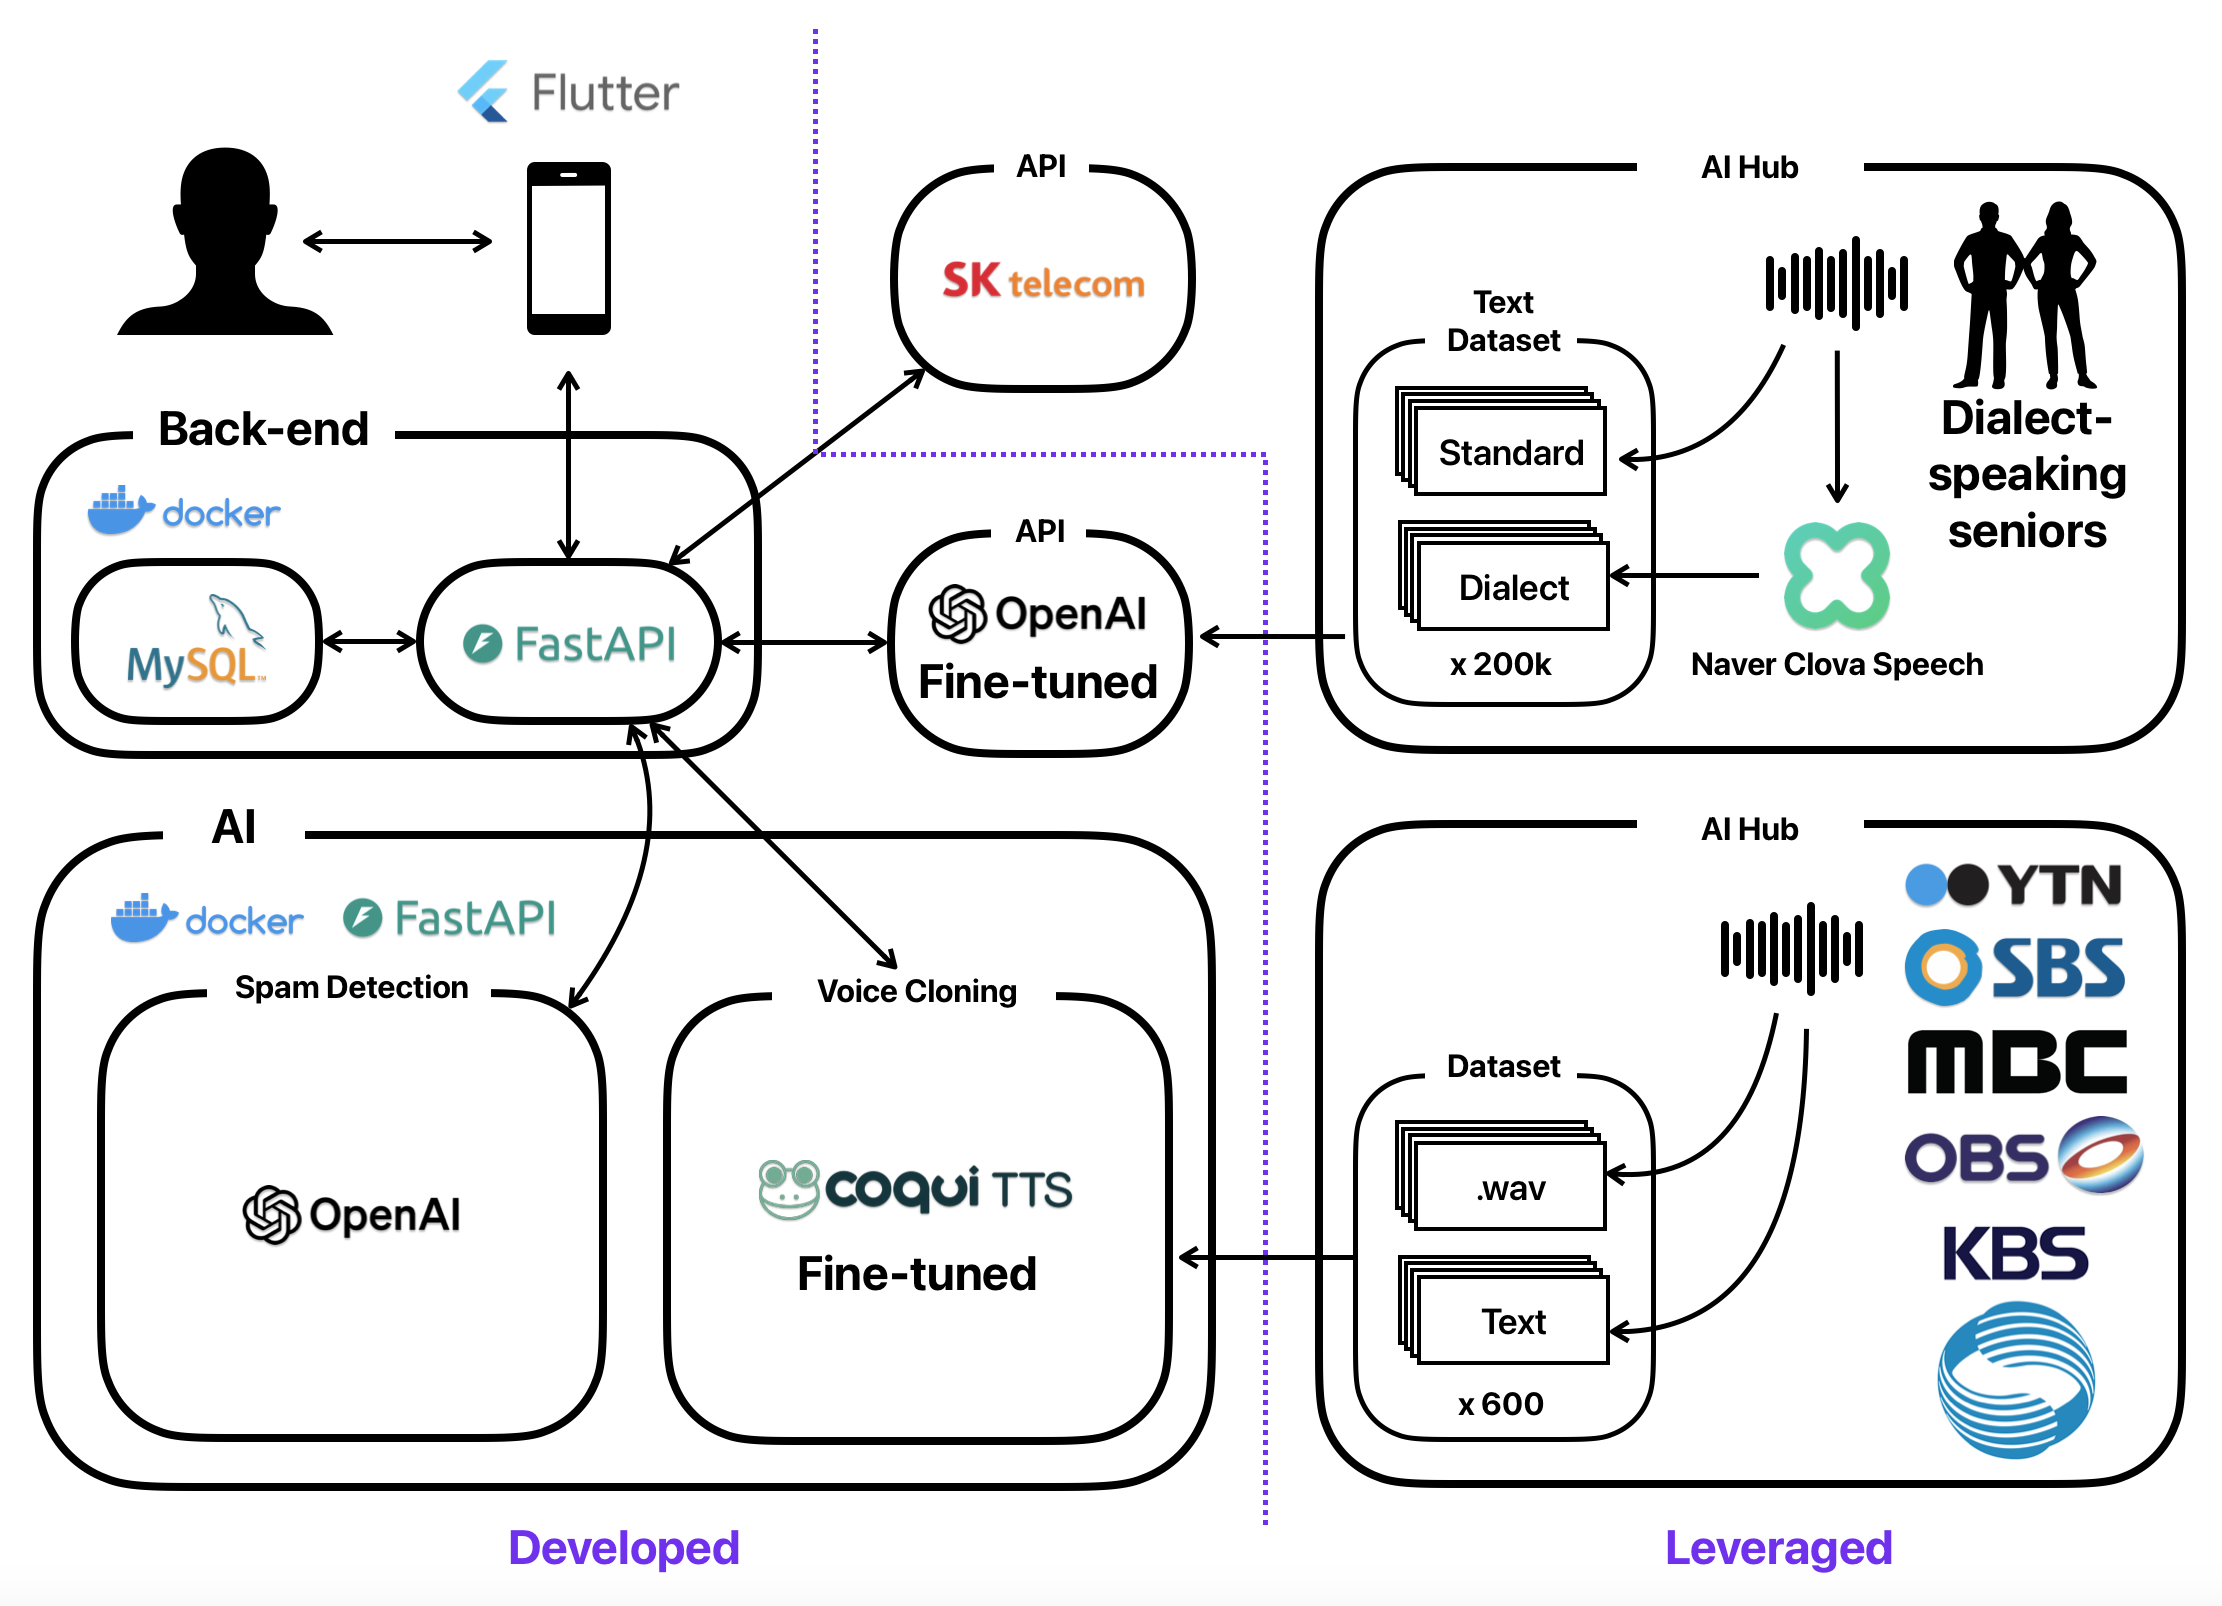 Flutter
API
SK telecom
AI Hub
Text
Dataset
Standard
Dialect
x 200k
Naver Clova Speech
Dialect-
speaking
seniors
Back-end
docker
MySQL™
FastAPI
API
OpenAI
Fine-tuned
AI
docker
FastAPI
Spam Detection
OpenAI
Voice Cloning
coqui TTS
Fine-tuned
AI Hub
Dataset
.wav
Text
x 600
YTN
SBS
MBC
OBS
KBS
Developed
Leveraged